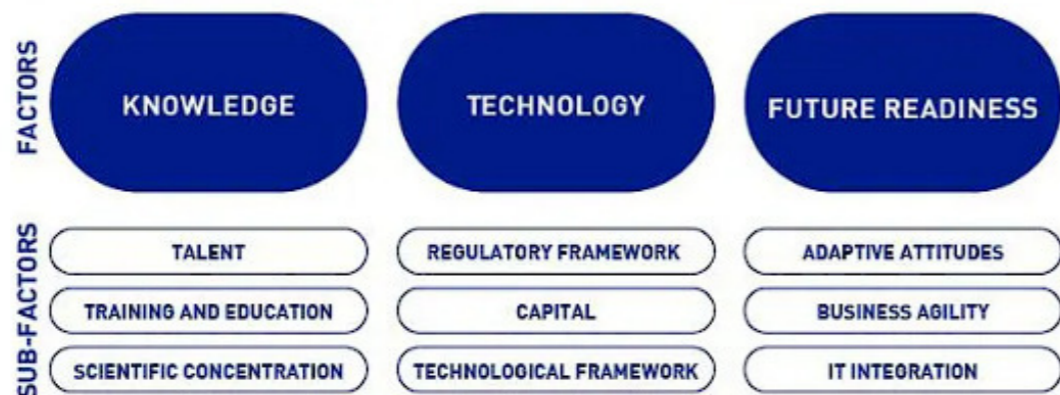 FACTORS
KNOWLEDGE
TECHNOLOGY
FUTURE READINESS
SUB-FACTORS
TALENT
REGULATORY FRAMEWORK
ADAPTIVE ATTITUDES
TRAINING AND EDUCATION
CAPITAL
BUSINESS AGILITY
SCIENTIFIC CONCENTRATION
TECHNOLOGICAL FRAMEWORK
IT INTEGRATION